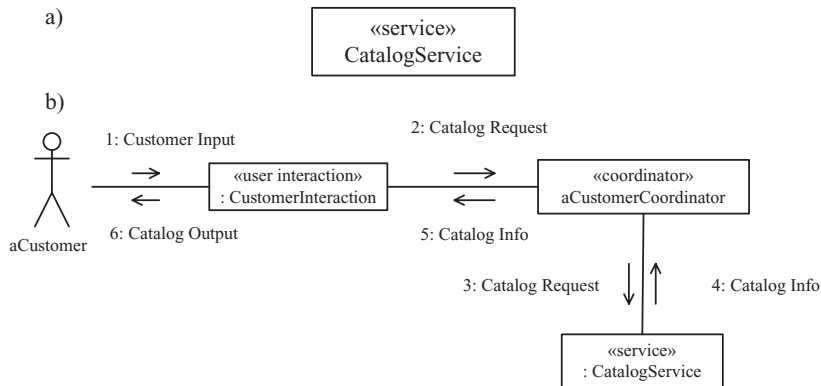 a)
«service»
CatalogService
b)
1: Customer Input
2: Catalog Request
«user interaction»
: CustomerInteraction
«coordinator»
aCustomerCoordinator
aCustomer
6: Catalog Output
5: Catalog Info
3: Catalog Request
4: Catalog Info
«service»
: CatalogService